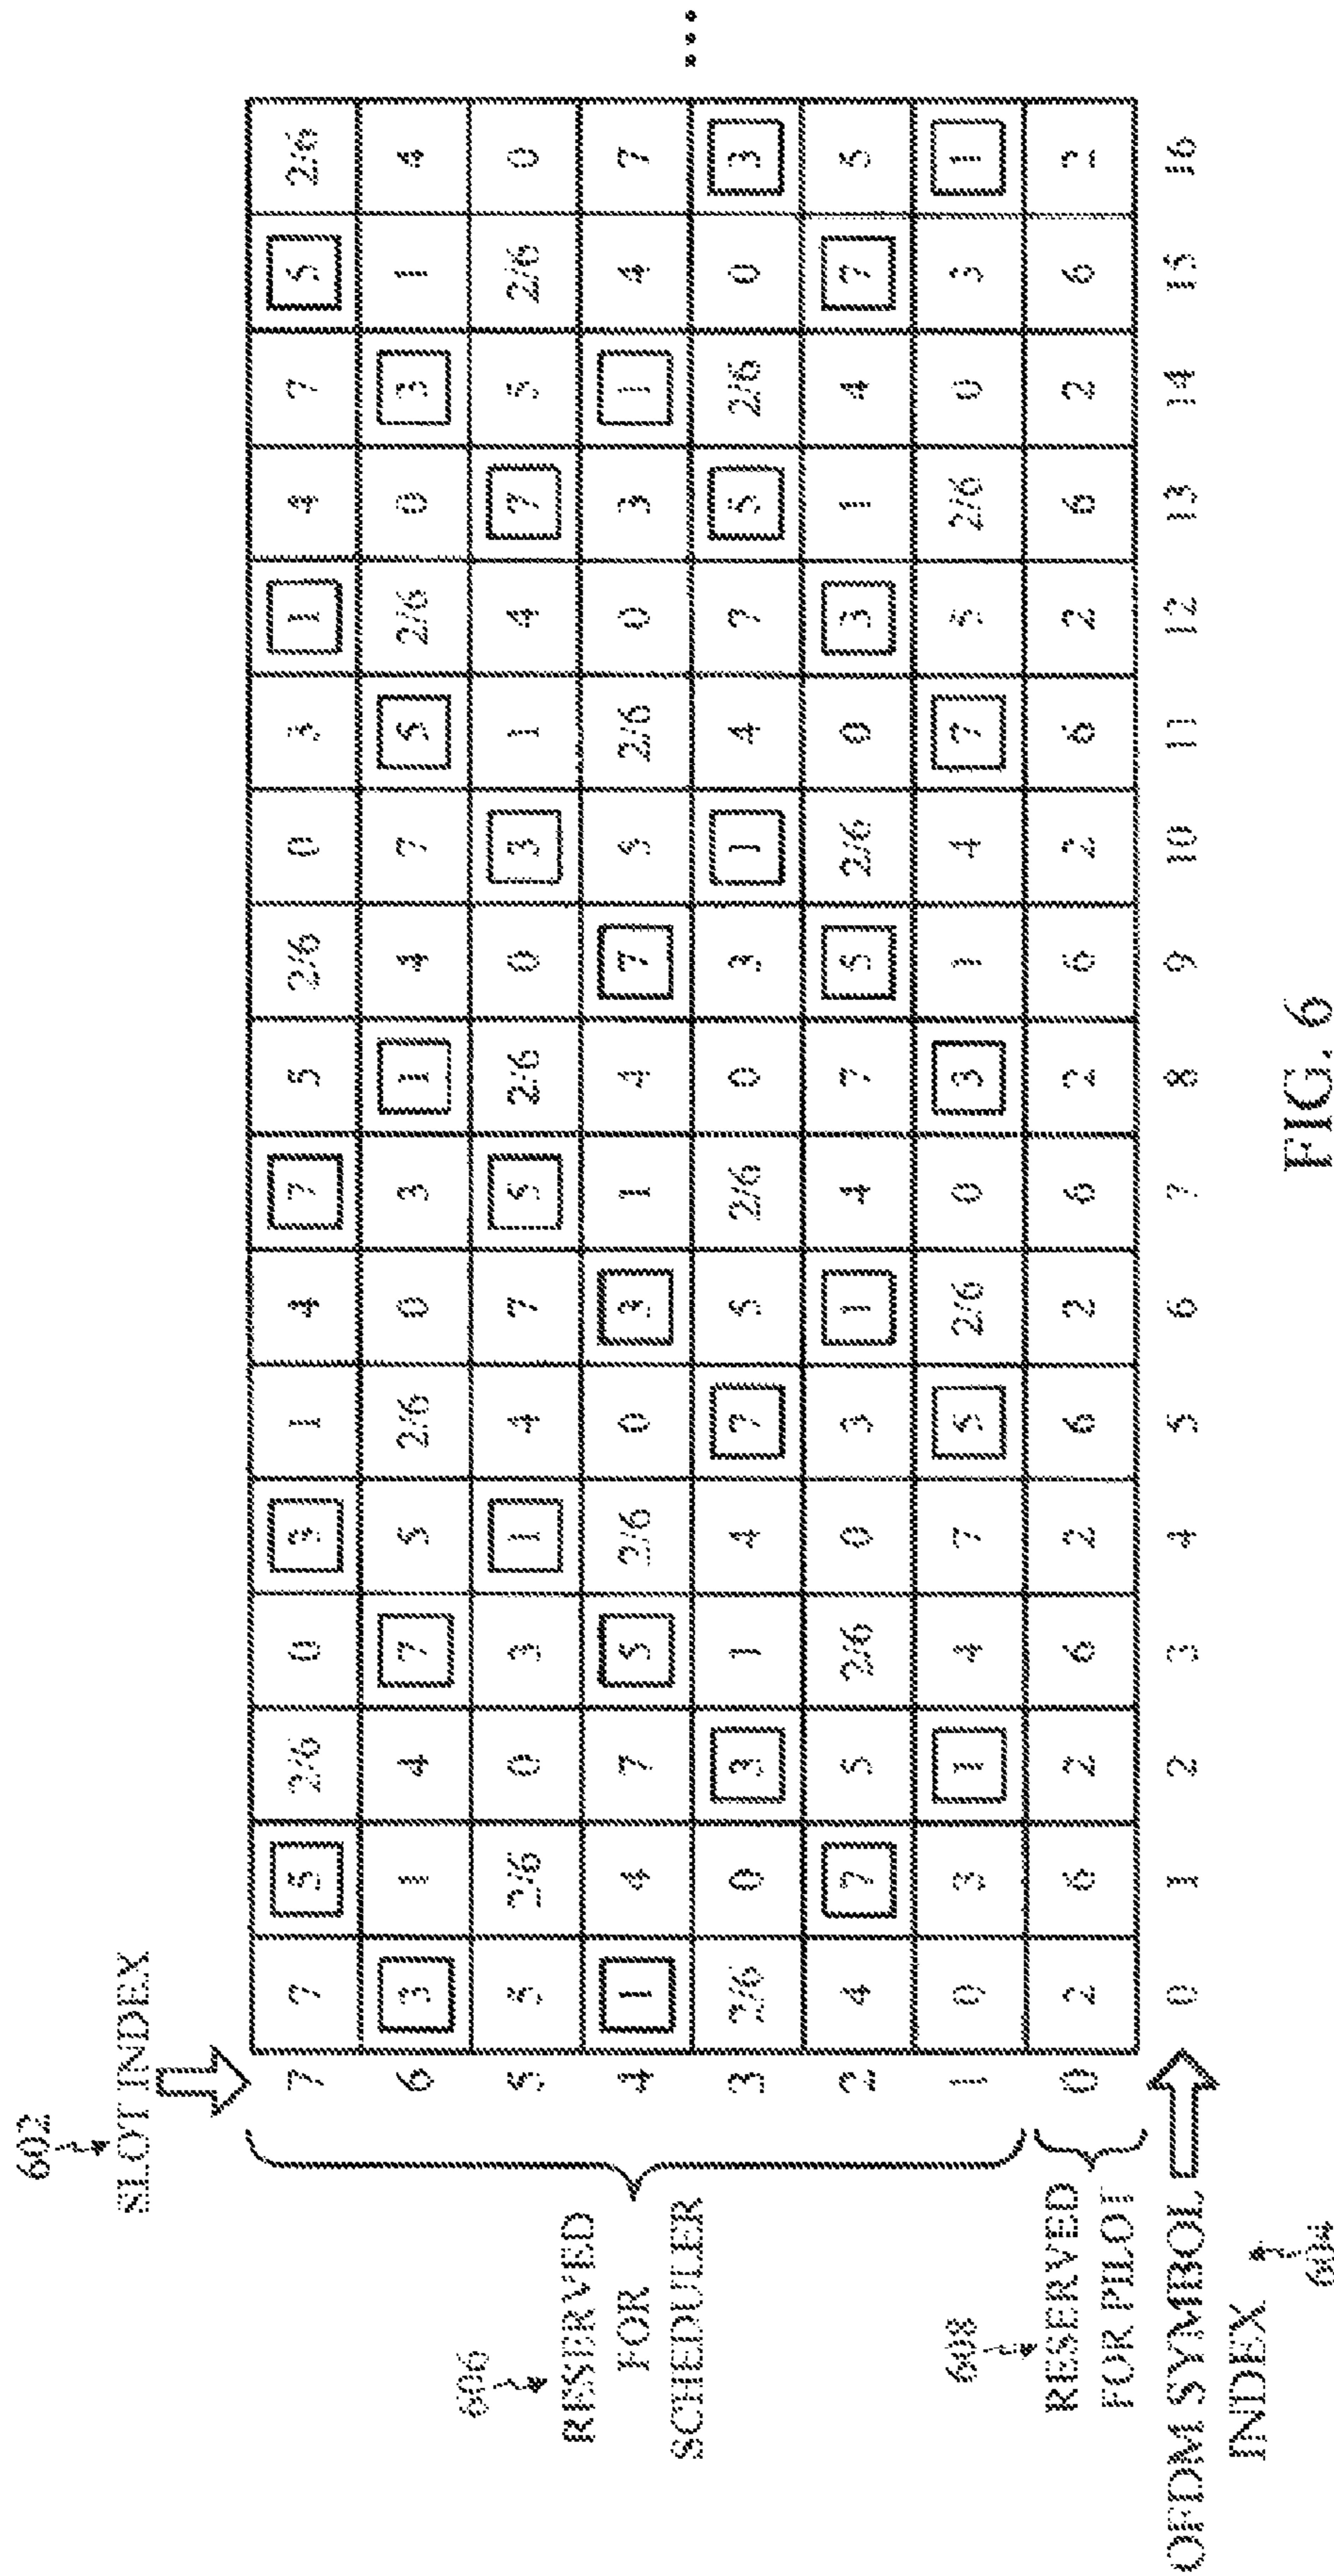 602
SLOT INDEX
7 7 5 2/6 0 3 1 4 7 5 2/6 0 3 1 4 7 5 2/6
6 3 1 4 7 5 2/6 0 3 1 4 7 5 2/6 0 3 1 4
5 5 2/6 0 3 1 4 7 5 2/6 0 3 1 4 7 5 2/6 0
4 1 4 7 5 2/6 0 3 1 4 7 5 2/6 0 3 1 4 7
3 2/6 0 3 1 4 7 5 2/6 0 3 1 4 7 5 2/6 0 3
2 4 7 5 2/6 0 3 1 4 7 5 2/6 0 3 1 4 7 5
1 0 3 1 4 7 5 2/6 0 3 1 4 7 5 2/6 0 3 1
0 2 6 2 6 2 6 2 6 2 6 2 6 2 6 2 6 2
0 1 2 3 4 5 6 7 8 9 10 11 12 13 14 15 16
...
606
RESERVED
FOR
SCHEDULER
608
RESERVED
FOR PILOT
OFDM SYMBOL
INDEX
604
FIG. 6